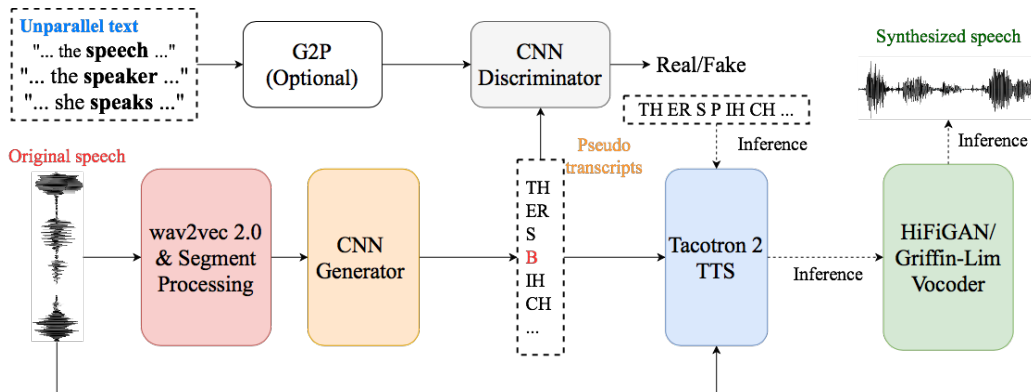 Unparallel text
"... the speech ..."
"... the speaker ..."
"... she speaks ..."
G2P
(Optional)
CNN
Discriminator
Real/Fake
Synthesized speech
TH ER S P IH CH ...
Inference
Inference
Original speech
Pseudo
transcripts
wav2vec 2.0
& Segment
Processing
CNN
Generator
TH
ER
S
B
IH
CH
...
Tacotron 2
TTS
Inference
HiFiGAN/
Griffin-Lim
Vocoder